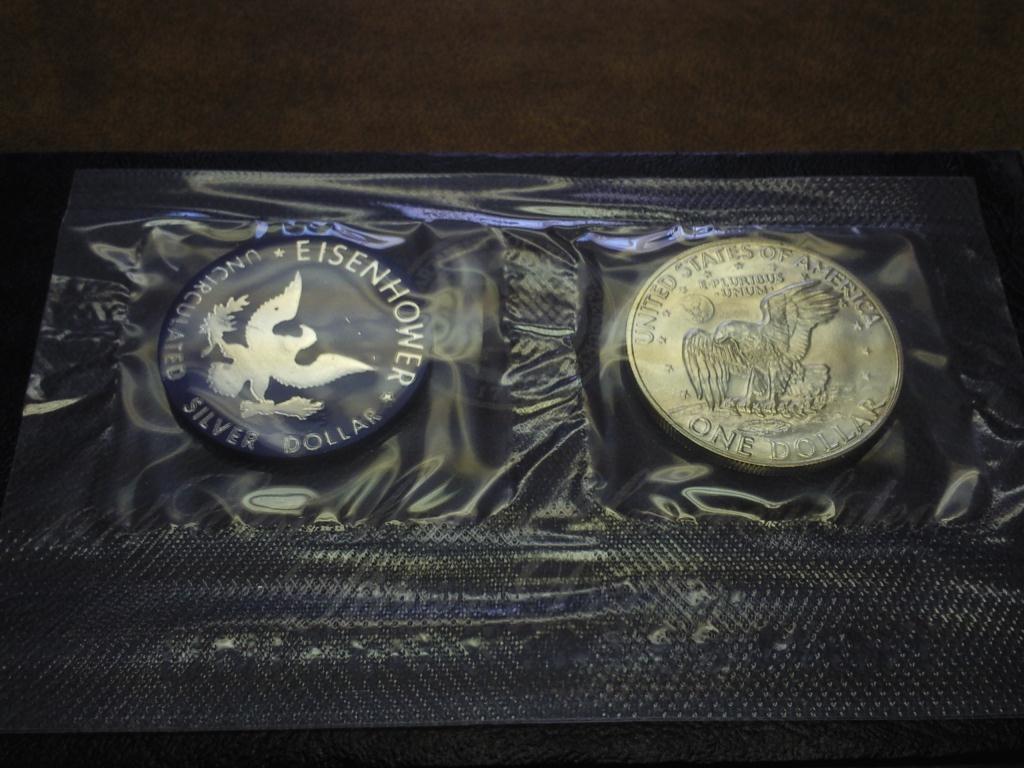 ★ EISENHOWER ★
UNCIRCULATED
SILVER DOLLAR
UNITED STATES OF AMERICA
E·PLURIBUS
·UNUM·
ONE DOLLAR